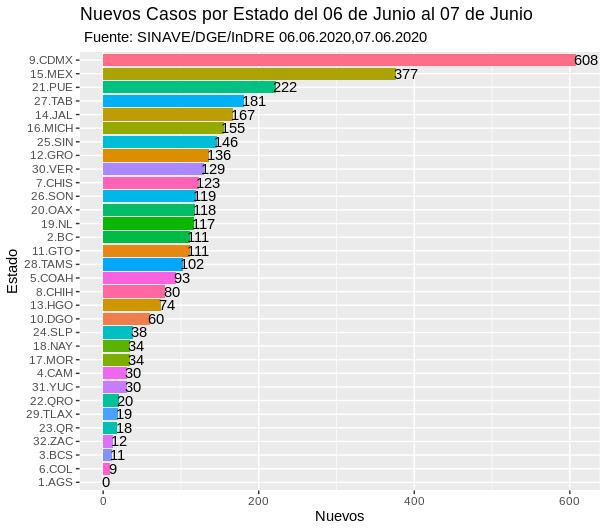 Nuevos Casos por Estado del 06 de Junio al 07 de Junio
Fuente: SINAVE/DGE/InDRE 06.06.2020,07.06.2020
Estado
9.CDMX 608
15.MEX 377
21.PUE 222
27.TAB 181
14.JAL 167
16.MICH 155
25.SIN 146
12.GRO 136
30.VER 129
7.CHIS 123
26.SON 119
20.OAX 118
19.NL 117
2.BC 111
11.GTO 111
28.TAMS 102
5.COAH 93
8.CHIH 80
13.HGO 74
10.DGO 60
24.SLP 38
18.NAY 34
17.MOR 34
4.CAM 30
31.YUC 30
22.QRO 20
29.TLAX 19
23.QR 18
32.ZAC 12
3.BCS 11
6.COL 9
1.AGS 0
0 200 400 600
Nuevos